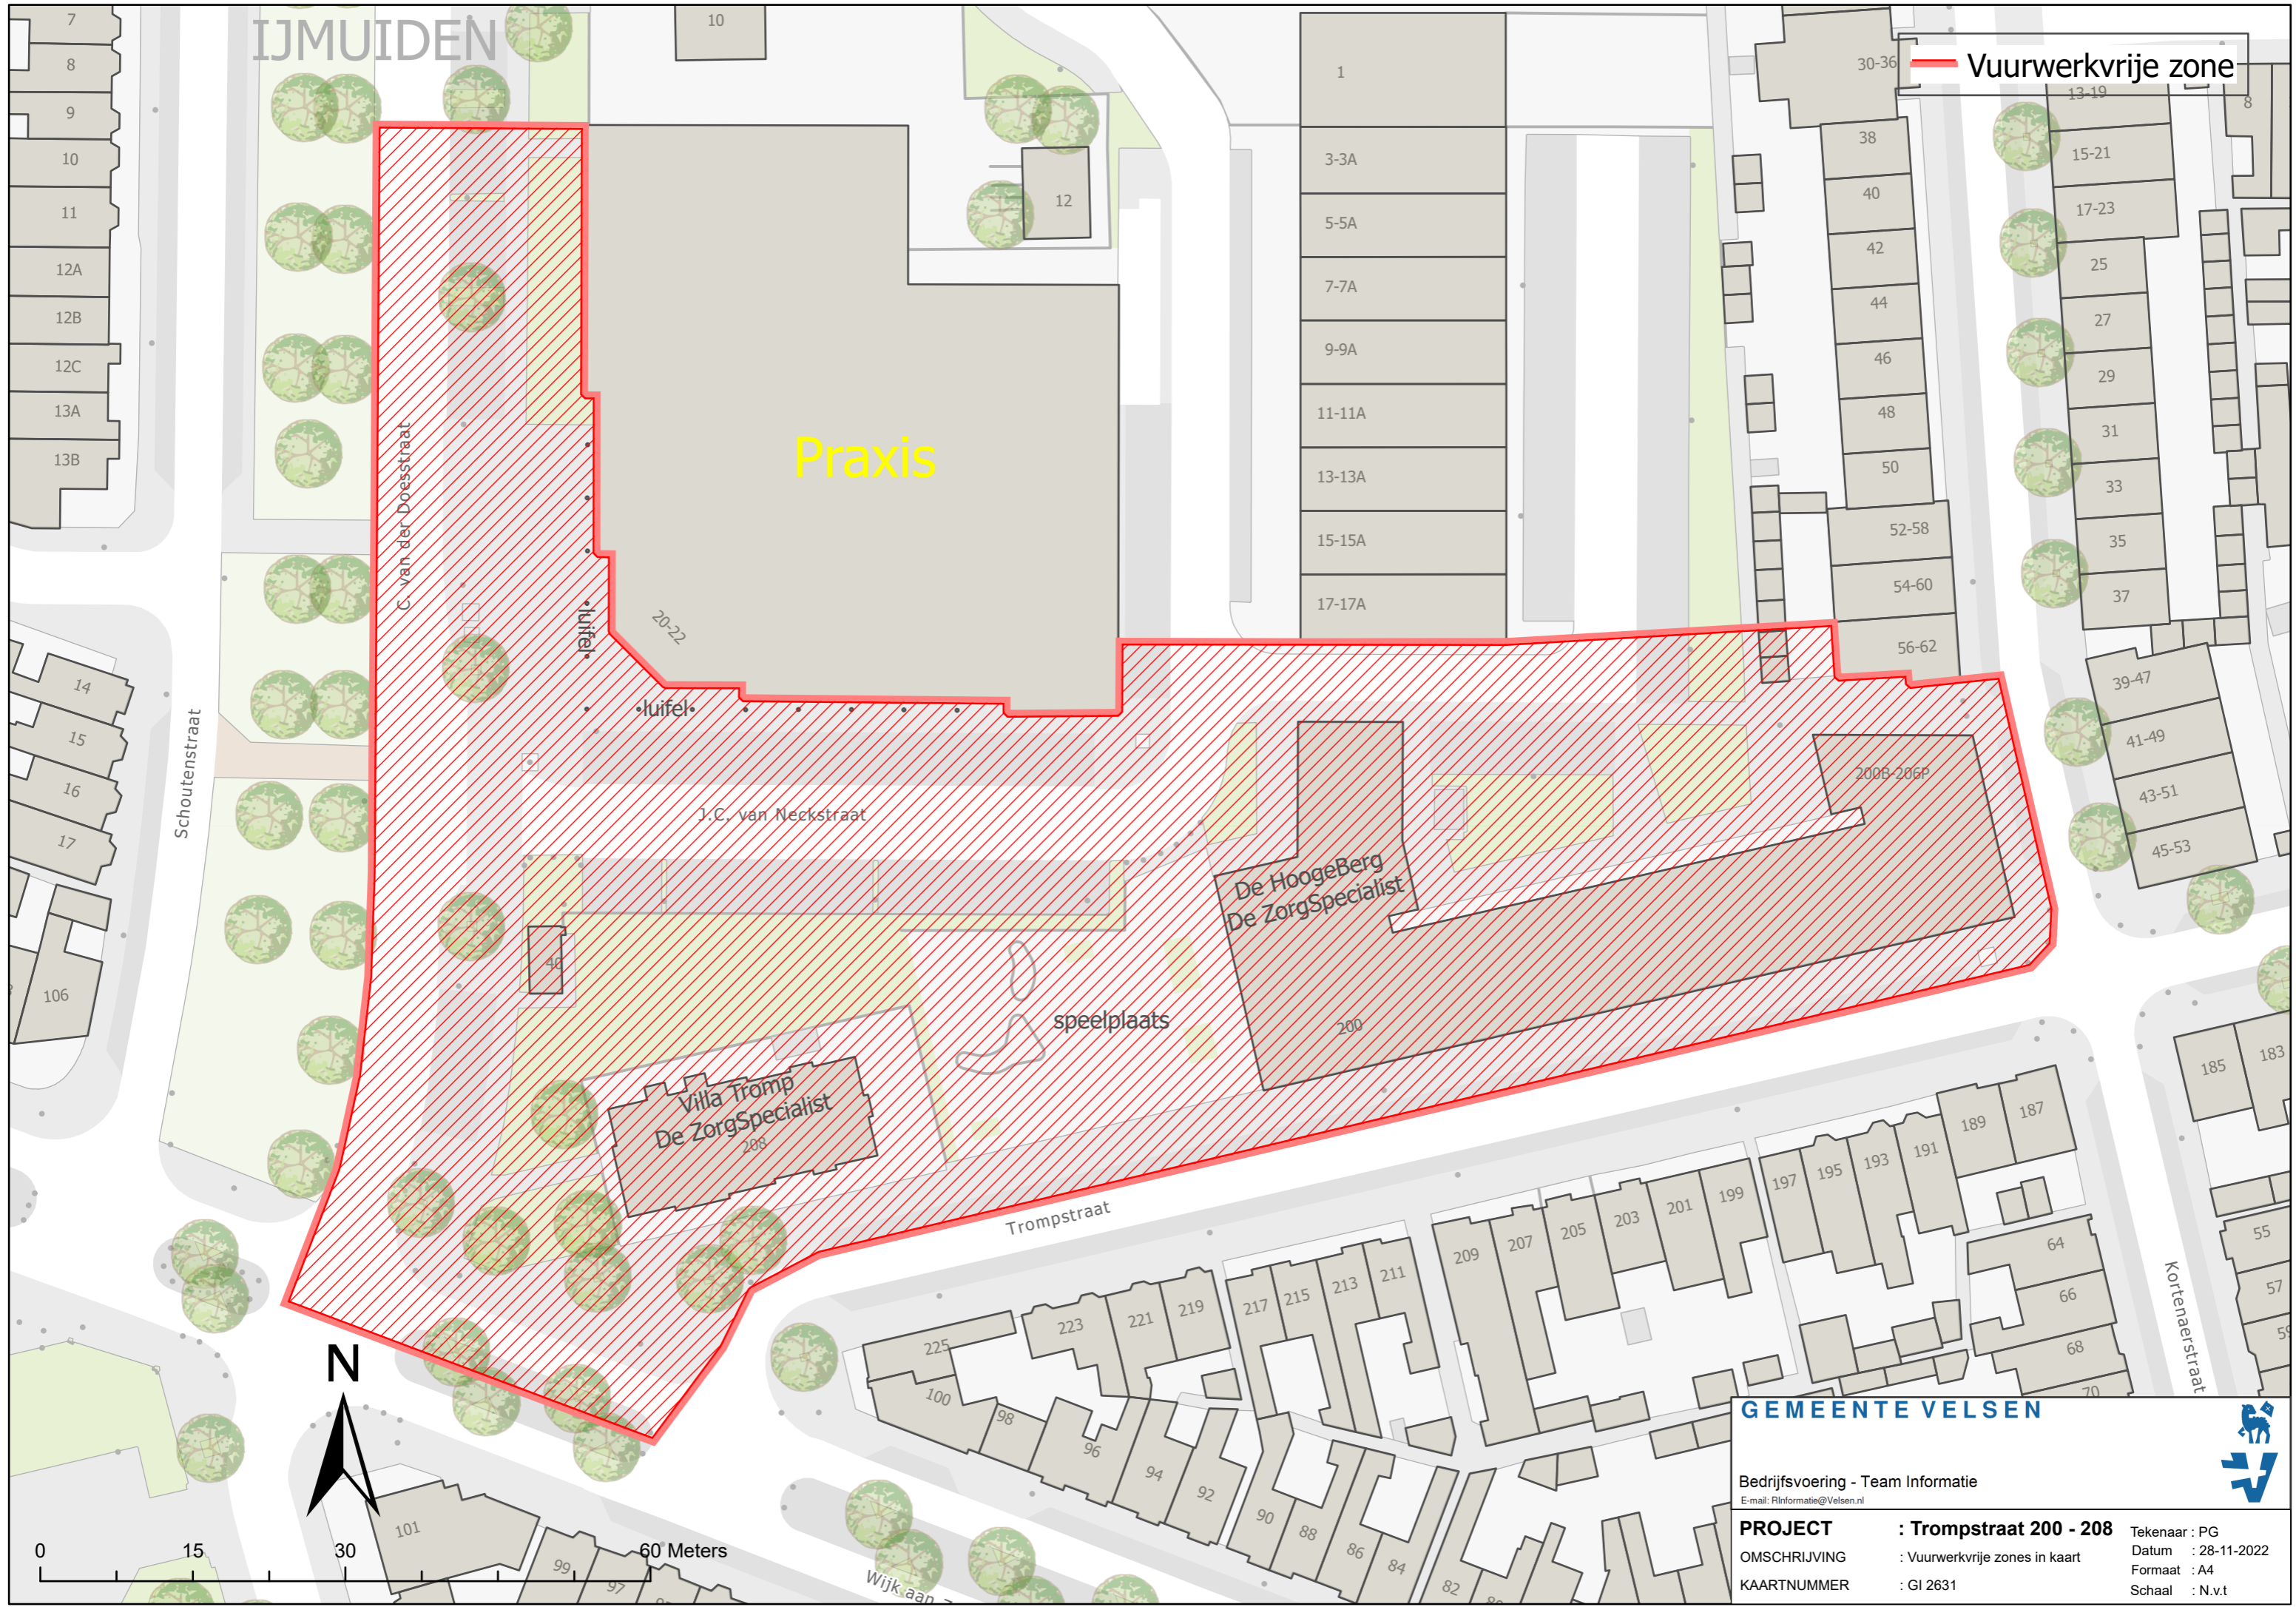 IJMUIDEN
Vuurwerkvrije zone
7
8
9
10
11
12A
12B
12C
13A
13B
14
15
16
17
106
10
12
1
3-3A
5-5A
7-7A
9-9A
11-11A
13-13A
15-15A
17-17A
30-36
38
40
42
44
46
48
50
52-58
54-60
56-62
13-19
15-21
17-23
25
27
29
31
33
35
37
39-47
41-49
43-51
45-53
8
Praxis
20-22
luifel
luifel
C. van der Doesstraat
Schoutenstraat
J.C. van Neckstraat
200B-206P
De HoogeBerg
De ZorgSpecialist
200
40
speelplaats
Villa Tromp
De ZorgSpecialist
208
Trompstraat
Kortenaerstraat
185
183
187
189
191
193
195
197
199
201
203
205
207
209
211
213
215
217
219
221
223
225
100
98
96
94
92
90
88
86
84
82
64
66
68
70
55
57
101
99
97
Wijk aan
N
0 15 30 60 Meters
GEMEENTE VELSEN
Bedrijfsvoering - Team Informatie
E-mail: RInformatie@Velsen.nl
PROJECT : Trompstraat 200 - 208
OMSCHRIJVING : Vuurwerkvrije zones in kaart
KAARTNUMMER : GI 2631
Tekenaar : PG
Datum : 28-11-2022
Formaat : A4
Schaal : N.v.t